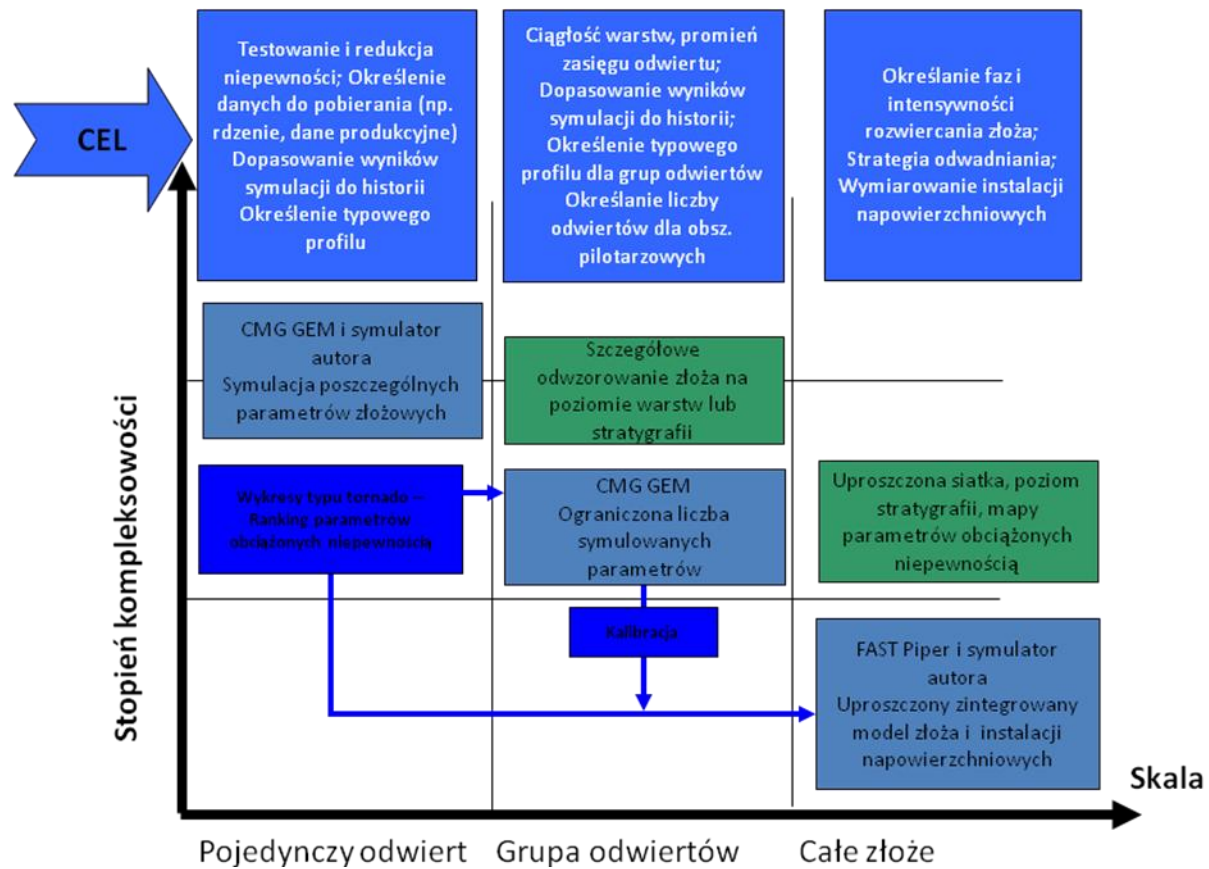 CEL
Testowanie i redukcja
niepewności; Określenie
danych do pobierania (np.
rdzenie, dane produkcyjne)
Dopasowanie wyników
symulacji do historii
Określenie typowego
profilu
Ciągłość warstw, promień
zasięgu odwiertu;
Dopasowanie wyników
symulacji do historii;
Określenie typowego
profilu dla grup odwiertów
Określanie liczby
odwiertów dla obsz.
pilotarzowych
Określanie faz i
intensywności
rozwiercania złoża;
Strategia odwadniania;
Wymiarowanie instalacji
napowierzchniowych
Stopień kompleksowości
CMG GEM i symulator
autora
Symulacja poszczególnych
parametrów złożowych
Szczegółowe
odwzorowanie złoża na
poziomie warstw lub
stratygrafii
Wykresy typu tornado –
Ranking parametrów
obciążonych niepewnością
CMG GEM
Ograniczona liczba
symulowanych
parametrów
Uproszczona siatka, poziom
stratygrafii, mapy
parametrów obciążonych
niepewnością
Kalibracja
FAST Piper i symulator
autora
Uproszczony zintegrowany
model złoża i instalacji
napowierzchniowych
Skala
Pojedynczy odwiert
Grupa odwiertów
Całe złoże